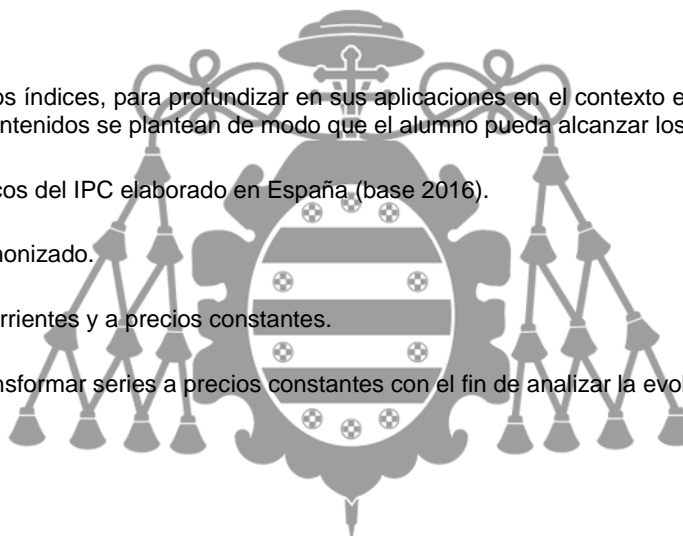 os índices, para profundizar en sus aplicaciones en el contexto e
ntenidos se plantean de modo que el alumno pueda alcanzar los
cos del IPC elaborado en España (base 2016).
nonizado.
rrientes y a precios constantes.
nsformar series a precios constantes con el fin de analizar la evol